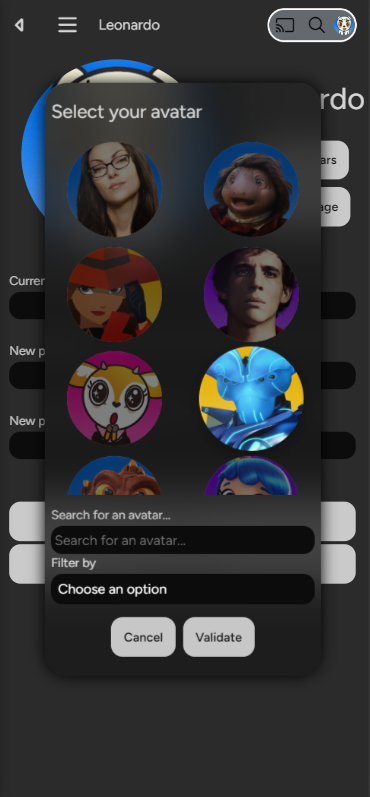 Leonardo
rdo
Select your avatar
ars
age
Curren
New p
New p
Search for an avatar...
Search for an avatar...
Filter by
Choose an option
Cancel
Validate